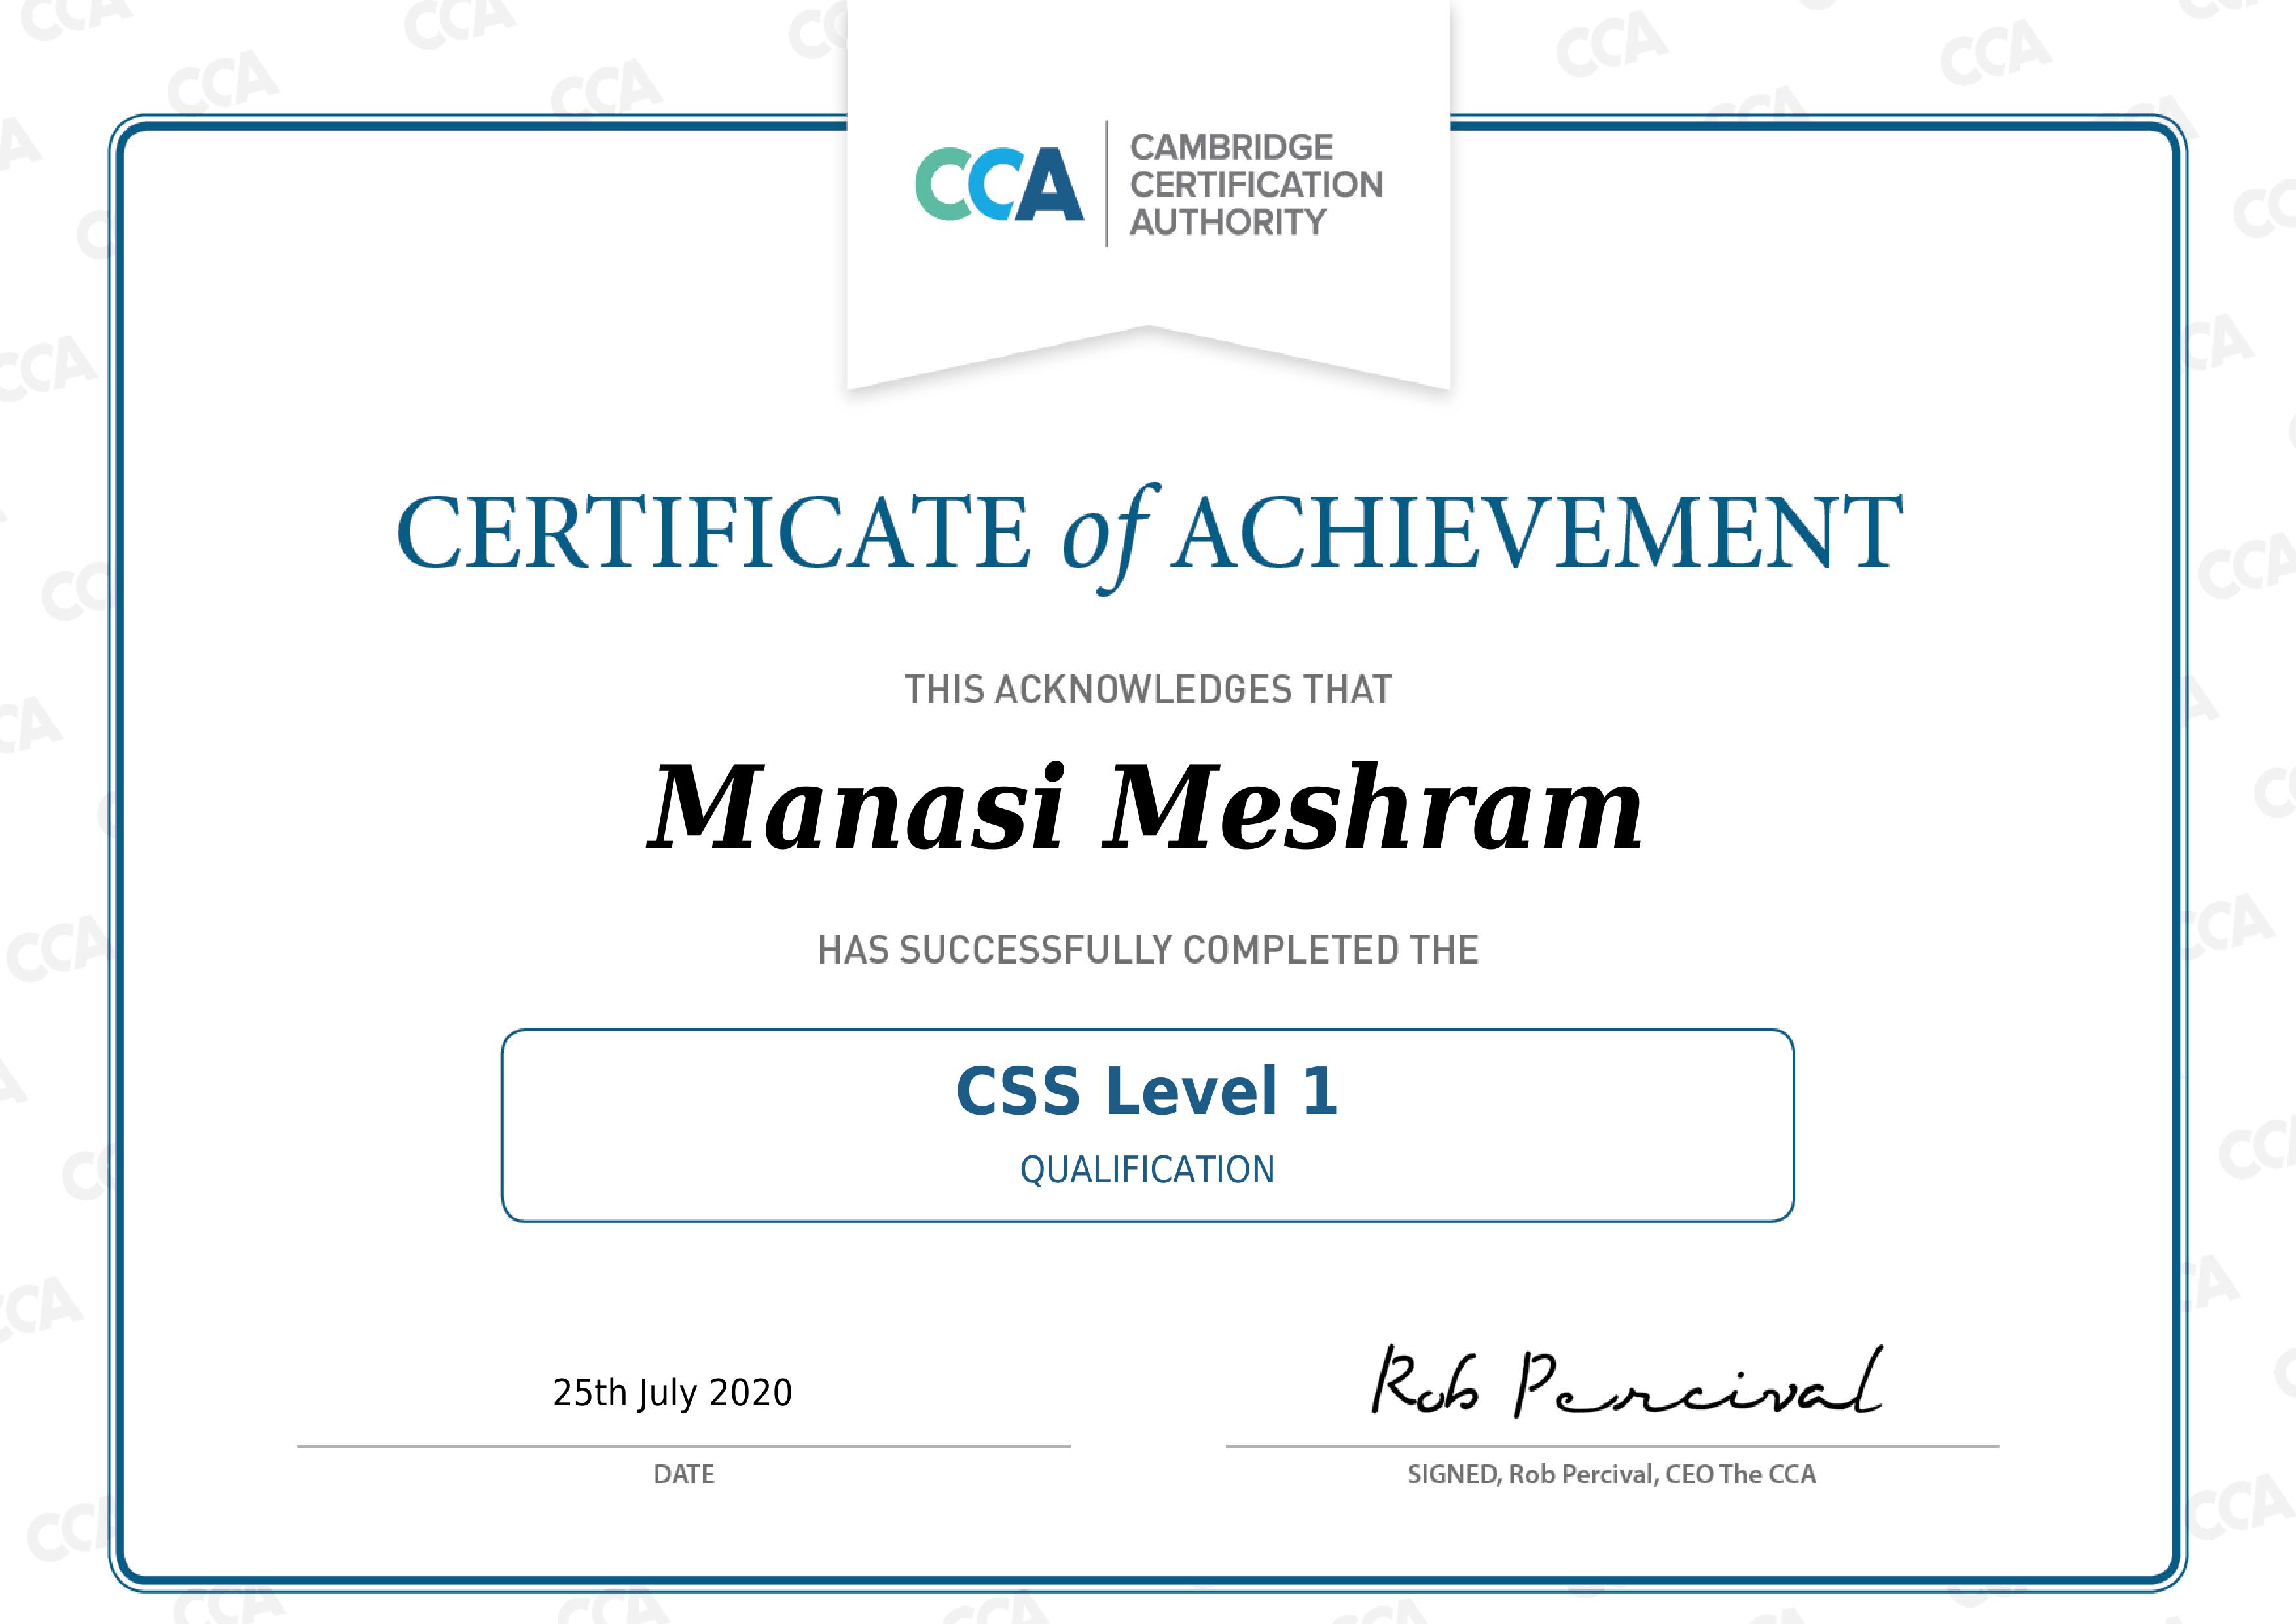 CCA
CAMBRIDGE
CERTIFICATION
AUTHORITY
CERTIFICATE of ACHIEVEMENT
THIS ACKNOWLEDGES THAT
Manasi Meshram
HAS SUCCESSFULLY COMPLETED THE
CSS Level 1
QUALIFICATION
25th July 2020
Rob Percival
DATE
SIGNED, Rob Percival, CEO The CCA